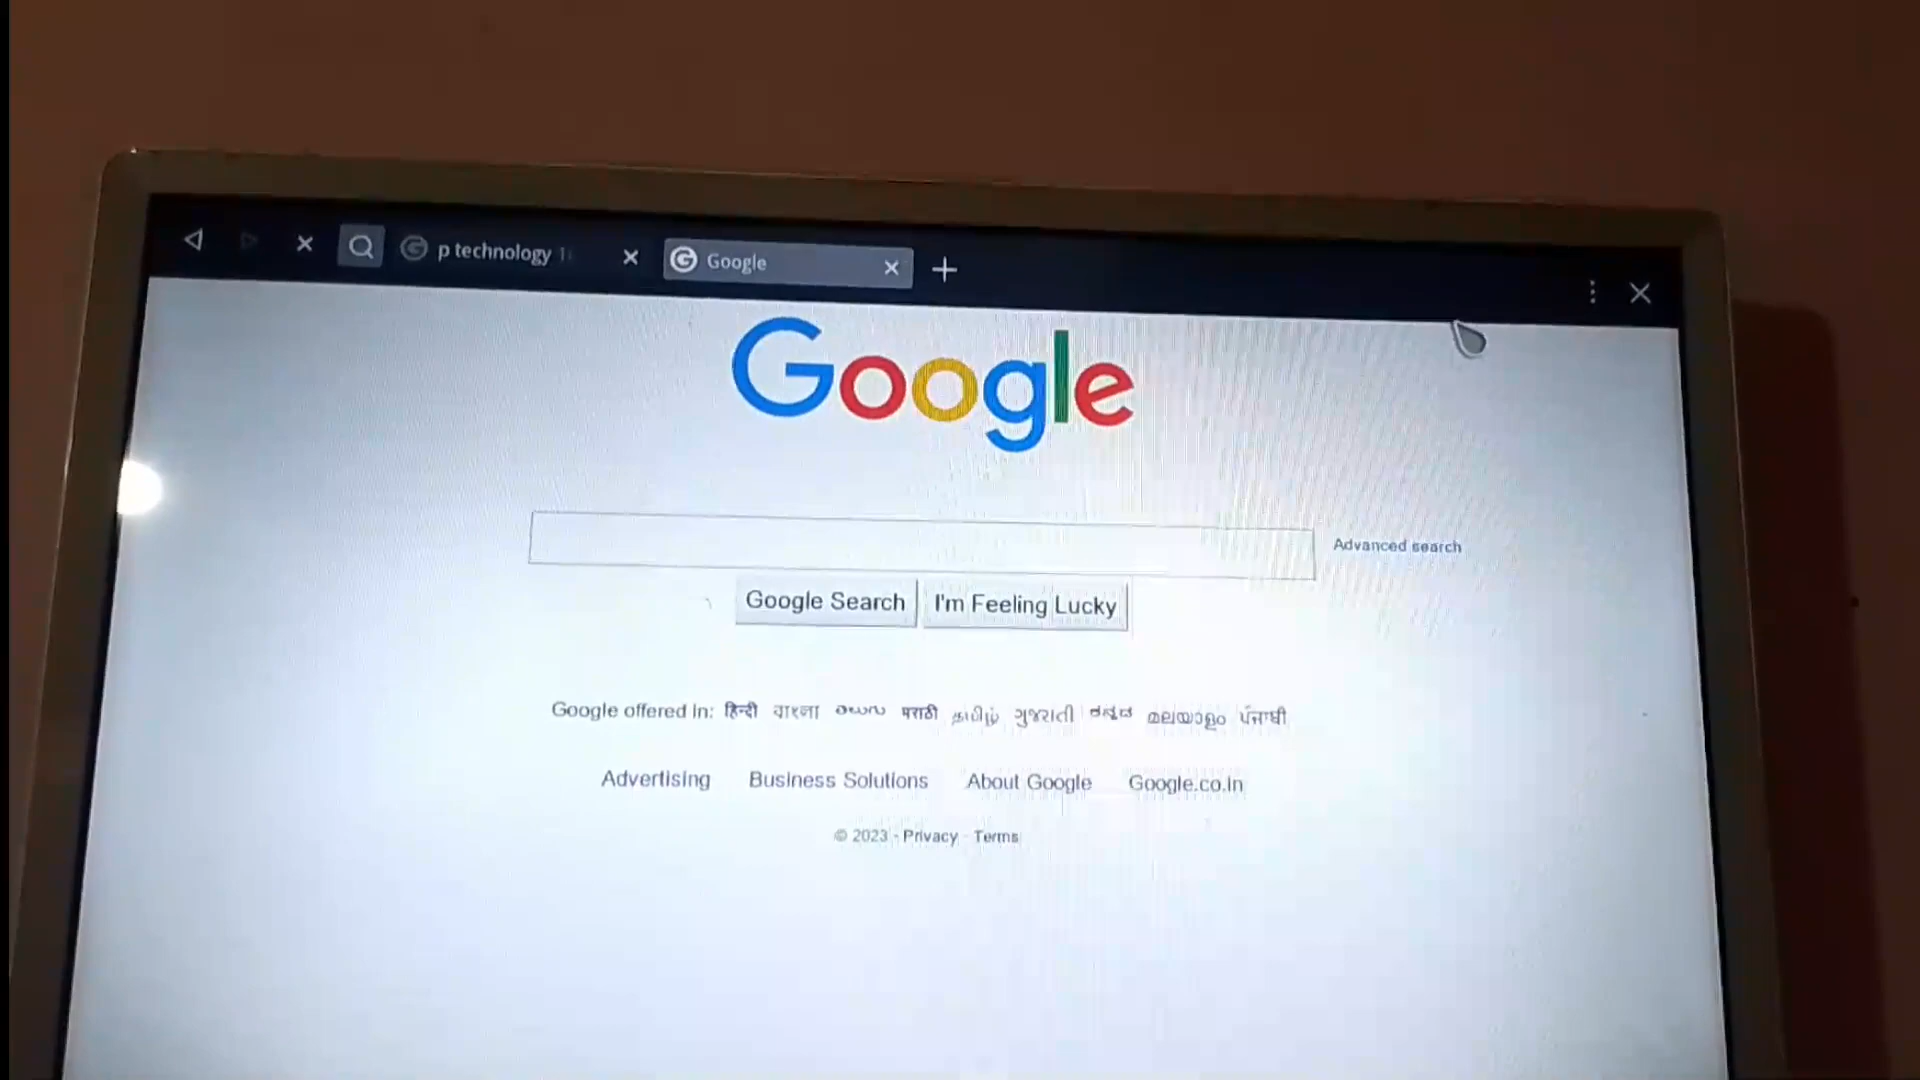 p technology
Google
Google
Advanced search
Google Search
I'm Feeling Lucky
Google offered in: हिन्दी বাংলা తెలుగు मराठी தமிழ் ગુજરાતી ಕನ್ನಡ മലയാളം ਪੰਜਾਬੀ
Advertising Business Solutions About Google Google.co.in
© 2023 - Privacy - Terms